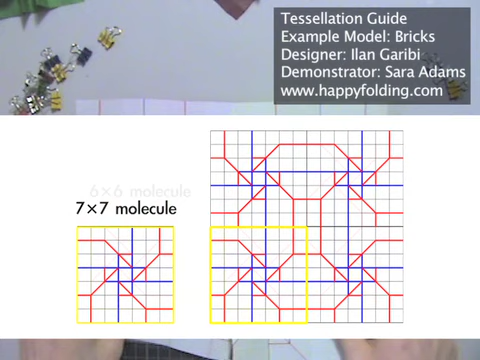 Tessellation Guide
Example Model: Bricks
Designer: Ilan Garibi
Demonstrator: Sara Adams
www.happyfolding.com
6×6 molecule
7×7 molecule